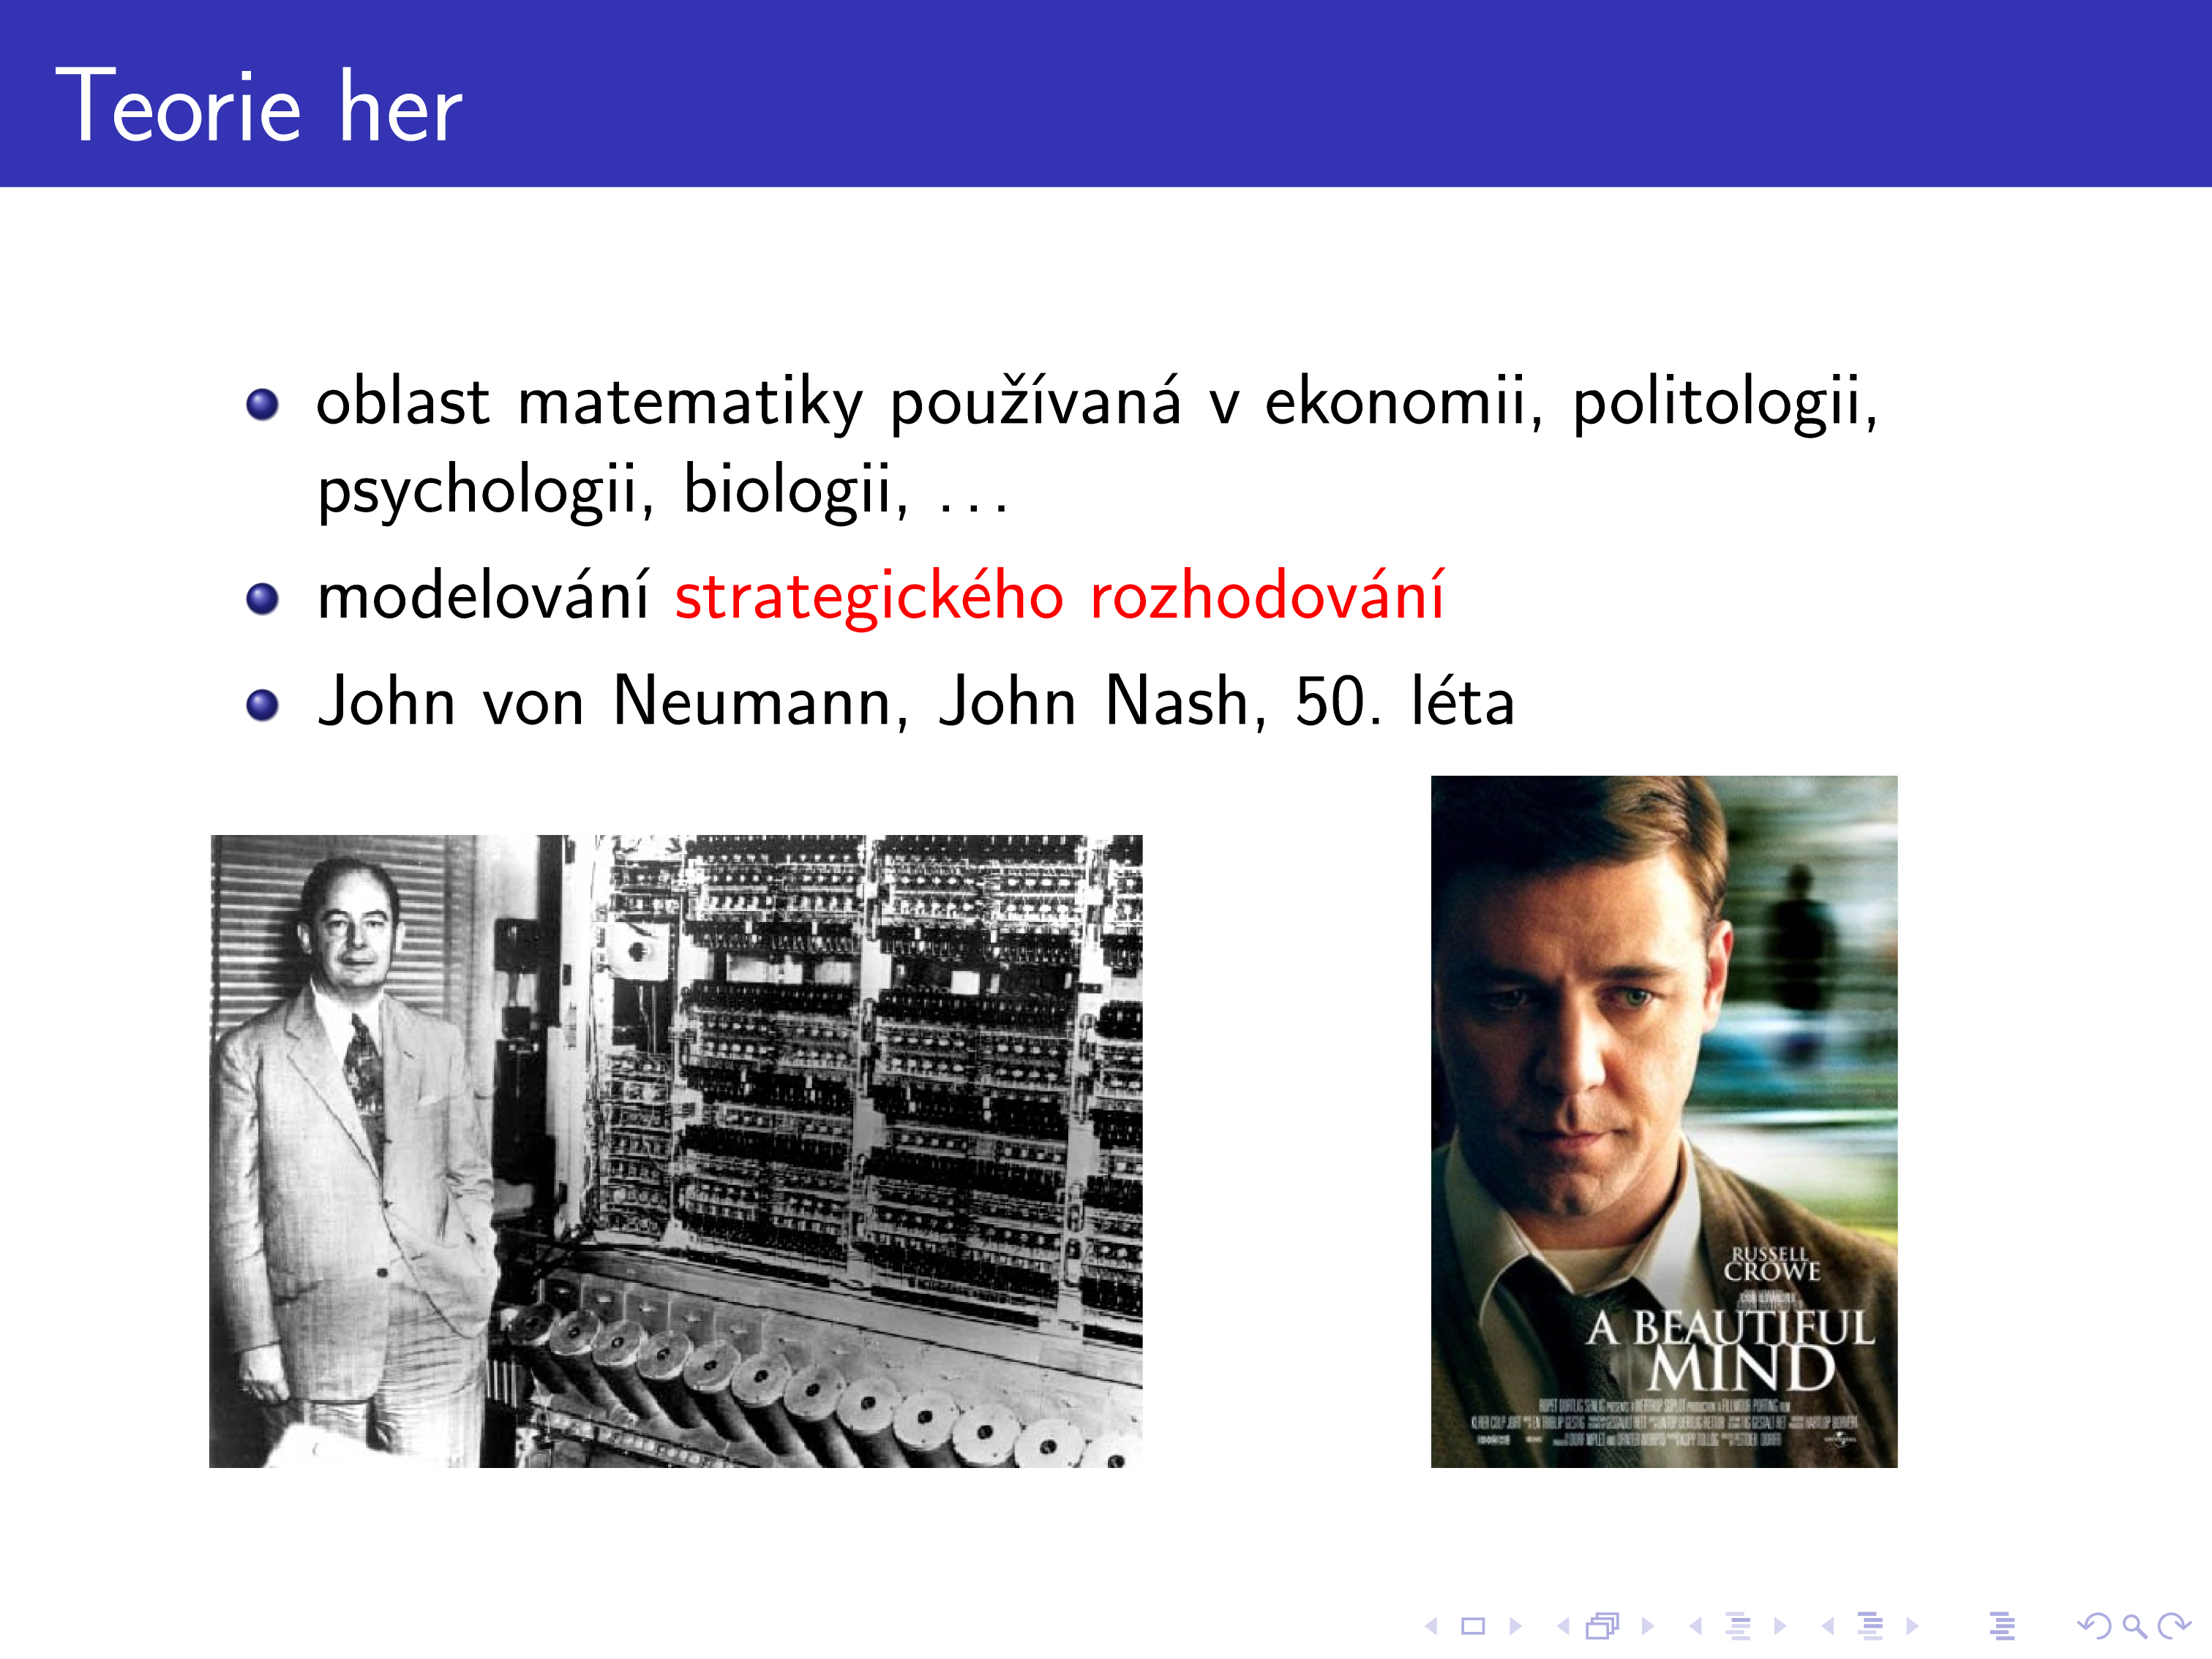 Teorie her
oblast matematiky používaná v ekonomii, politologii,
psychologii, biologii, ...
modelování strategického rozhodování
John von Neumann, John Nash, 50. léta
RUSSELL
CROWE
A BEAUTIFUL
MIND